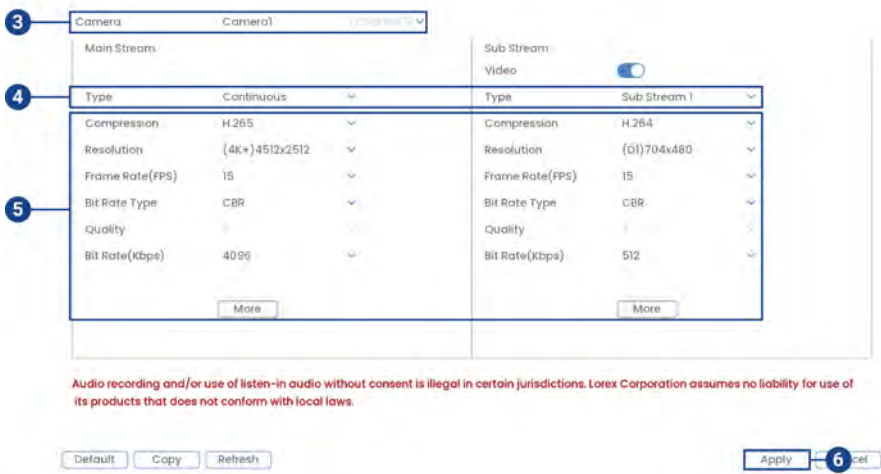 3 Camera Camera1
Main Stream Sub Stream
Video
4 Type Continuous Type Sub Stream 1
Compression H.265 Compression H.264
Resolution (4K+)4512x2512 Resolution (D1)704x480
Frame Rate(FPS) 15 Frame Rate(FPS) 15
5 Bit Rate Type CBR Bit Rate Type CBR
Quality Quality
Bit Rate(Kbps) 4096 Bit Rate(Kbps) 512
More More
Audio recording and/or use of listen-in audio without consent is illegal in certain jurisdictions. Lorex Corporation assumes no liability for use of
its products that does not conform with local laws.
Default Copy Refresh Apply 6 cel